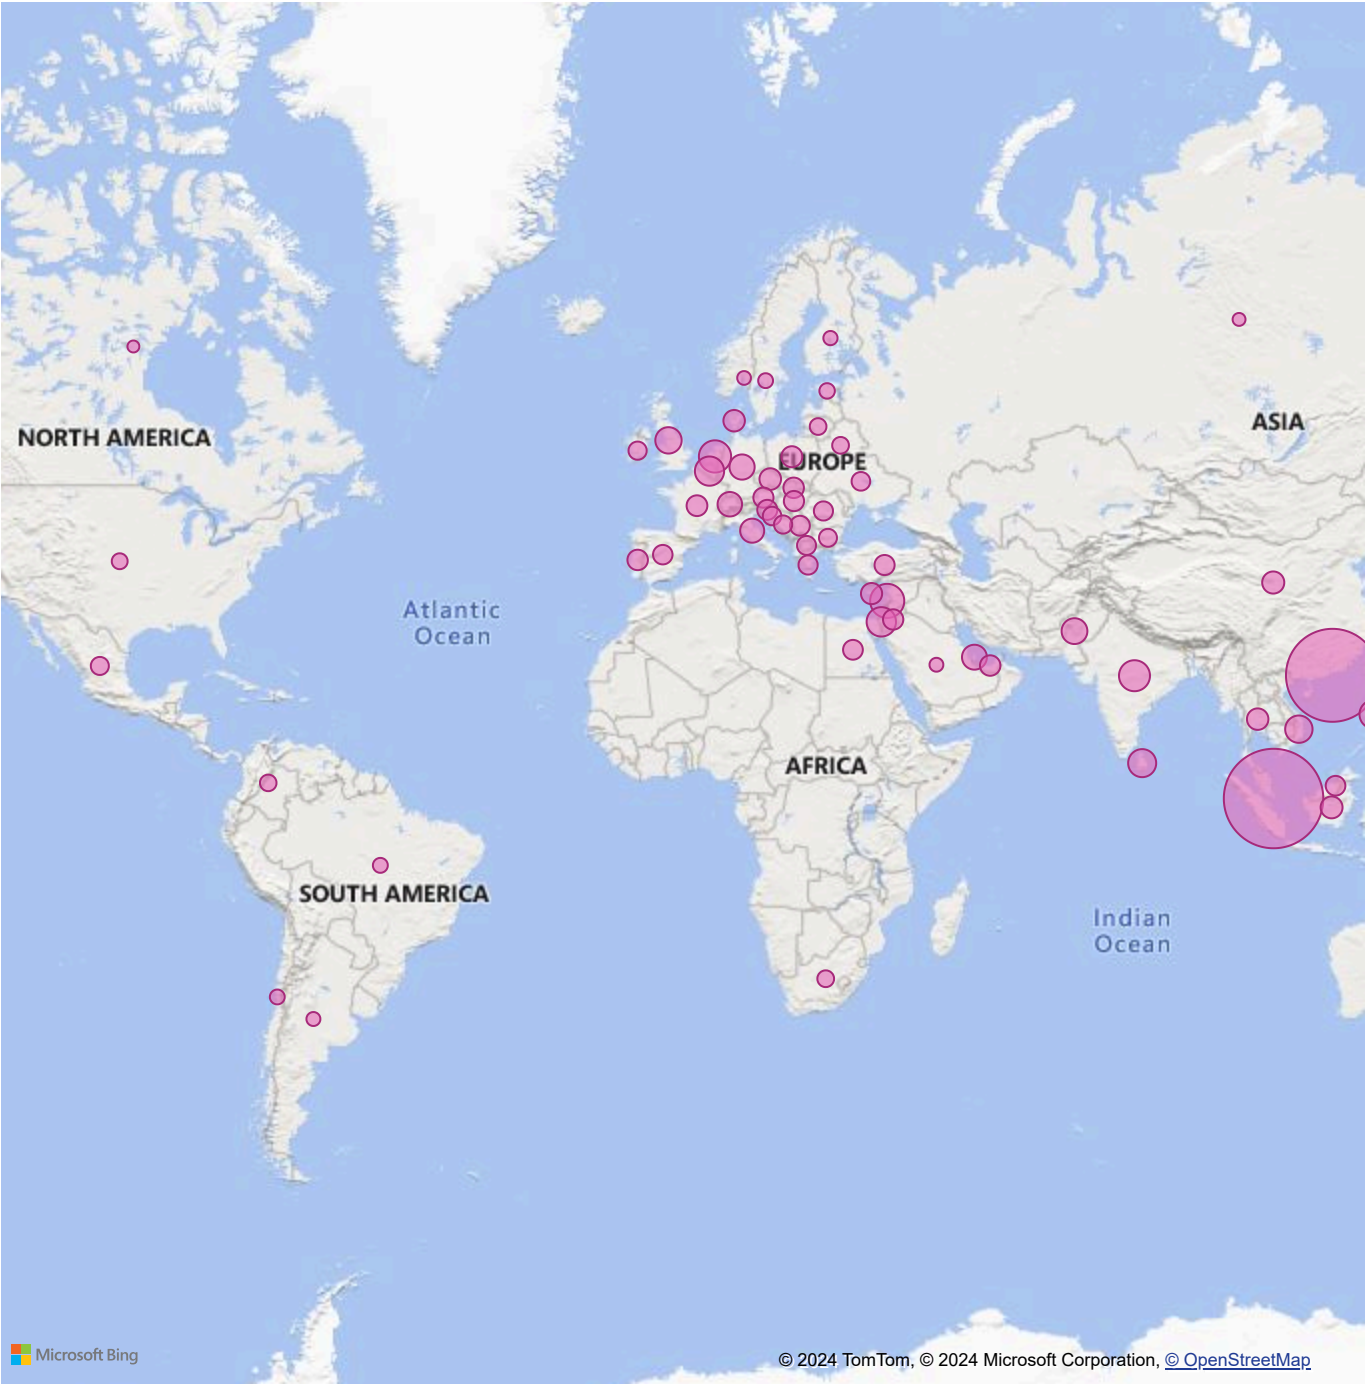 NORTH AMERICA
ASIA
EUROPE
Atlantic
Ocean
AFRICA
SOUTH AMERICA
Indian
Ocean
Microsoft Bing
© 2024 TomTom, © 2024 Microsoft Corporation, © OpenStreetMap